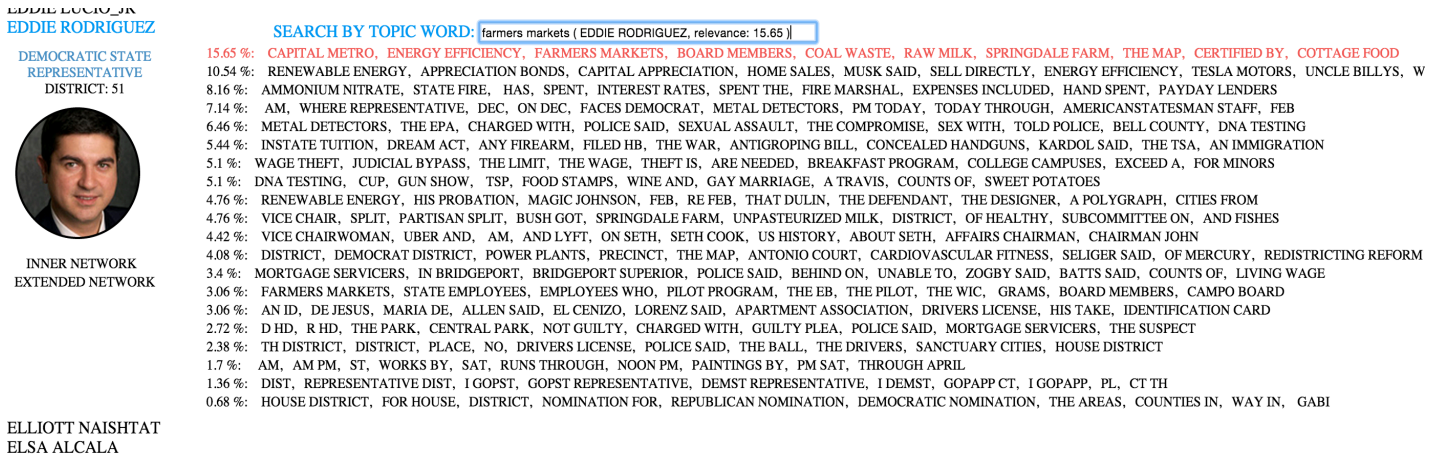 EDDIE LUCIO_JR
EDDIE RODRIGUEZ
DEMOCRATIC STATE
REPRESENTATIVE
DISTRICT: 51
INNER NETWORK
EXTENDED NETWORK
ELLIOTT NAISHTAT
ELSA ALCALA
SEARCH BY TOPIC WORD: farmers markets ( EDDIE RODRIGUEZ, relevance: 15.65 )
15.65 %: CAPITAL METRO, ENERGY EFFICIENCY, FARMERS MARKETS, BOARD MEMBERS, COAL WASTE, RAW MILK, SPRINGDALE FARM, THE MAP, CERTIFIED BY, COTTAGE FOOD
10.54 %: RENEWABLE ENERGY, APPRECIATION BONDS, CAPITAL APPRECIATION, HOME SALES, MUSK SAID, SELL DIRECTLY, ENERGY EFFICIENCY, TESLA MOTORS, UNCLE BILLYS, W
8.16 %: AMMONIUM NITRATE, STATE FIRE, HAS, SPENT, INTEREST RATES, SPENT THE, FIRE MARSHAL, EXPENSES INCLUDED, HAND SPENT, PAYDAY LENDERS
7.14 %: AM, WHERE REPRESENTATIVE, DEC, ON DEC, FACES DEMOCRAT, METAL DETECTORS, PM TODAY, TODAY THROUGH, AMERICANSTATESMAN STAFF, FEB
6.46 %: METAL DETECTORS, THE EPA, CHARGED WITH, POLICE SAID, SEXUAL ASSAULT, THE COMPROMISE, SEX WITH, TOLD POLICE, BELL COUNTY, DNA TESTING
5.44 %: INSTATE TUITION, DREAM ACT, ANY FIREARM, FILED HB, THE WAR, ANTIGROPING BILL, CONCEALED HANDGUNS, KARDOL SAID, THE TSA, AN IMMIGRATION
5.1 %: WAGE THEFT, JUDICIAL BYPASS, THE LIMIT, THE WAGE, THEFT IS, ARE NEEDED, BREAKFAST PROGRAM, COLLEGE CAMPUSES, EXCEED A, FOR MINORS
5.1 %: DNA TESTING, CUP, GUN SHOW, TSP, FOOD STAMPS, WINE AND, GAY MARRIAGE, A TRAVIS, COUNTS OF, SWEET POTATOES
4.76 %: RENEWABLE ENERGY, HIS PROBATION, MAGIC JOHNSON, FEB, RE FEB, THAT DULIN, THE DEFENDANT, THE DESIGNER, A POLYGRAPH, CITIES FROM
4.76 %: VICE CHAIR, SPLIT, PARTISAN SPLIT, BUSH GOT, SPRINGDALE FARM, UNPASTEURIZED MILK, DISTRICT, OF HEALTHY, SUBCOMMITTEE ON, AND FISHES
4.42 %: VICE CHAIRWOMAN, UBER AND, AM, AND LYFT, ON SETH, SETH COOK, US HISTORY, ABOUT SETH, AFFAIRS CHAIRMAN, CHAIRMAN JOHN
4.08 %: DISTRICT, DEMOCRAT DISTRICT, POWER PLANTS, PRECINCT, THE MAP, ANTONIO COURT, CARDIOVASCULAR FITNESS, SELIGER SAID, OF MERCURY, REDISTRICTING REFORM
3.4 %: MORTGAGE SERVICERS, IN BRIDGEPORT, BRIDGEPORT SUPERIOR, POLICE SAID, BEHIND ON, UNABLE TO, ZOGBY SAID, BATTS SAID, COUNTS OF, LIVING WAGE
3.06 %: FARMERS MARKETS, STATE EMPLOYEES, EMPLOYEES WHO, PILOT PROGRAM, THE EB, THE PILOT, THE WIC, GRAMS, BOARD MEMBERS, CAMPO BOARD
3.06 %: AN ID, DE JESUS, MARIA DE, ALLEN SAID, EL CENIZO, LORENZ SAID, APARTMENT ASSOCIATION, DRIVERS LICENSE, HIS TAKE, IDENTIFICATION CARD
2.72 %: D HD, R HD, THE PARK, CENTRAL PARK, NOT GUILTY, CHARGED WITH, GUILTY PLEA, POLICE SAID, MORTGAGE SERVICERS, THE SUSPECT
2.38 %: TH DISTRICT, DISTRICT, PLACE, NO, DRIVERS LICENSE, POLICE SAID, THE BALL, THE DRIVERS, SANCTUARY CITIES, HOUSE DISTRICT
1.7 %: AM, AM PM, ST, WORKS BY, SAT, RUNS THROUGH, NOON PM, PAINTINGS BY, PM SAT, THROUGH APRIL
1.36 %: DIST, REPRESENTATIVE DIST, I GOPST, GOPST REPRESENTATIVE, DEMST REPRESENTATIVE, I DEMST, GOPAPP CT, I GOPAPP, PL, CT TH
0.68 %: HOUSE DISTRICT, FOR HOUSE, DISTRICT, NOMINATION FOR, REPUBLICAN NOMINATION, DEMOCRATIC NOMINATION, THE AREAS, COUNTIES IN, WAY IN, GABI